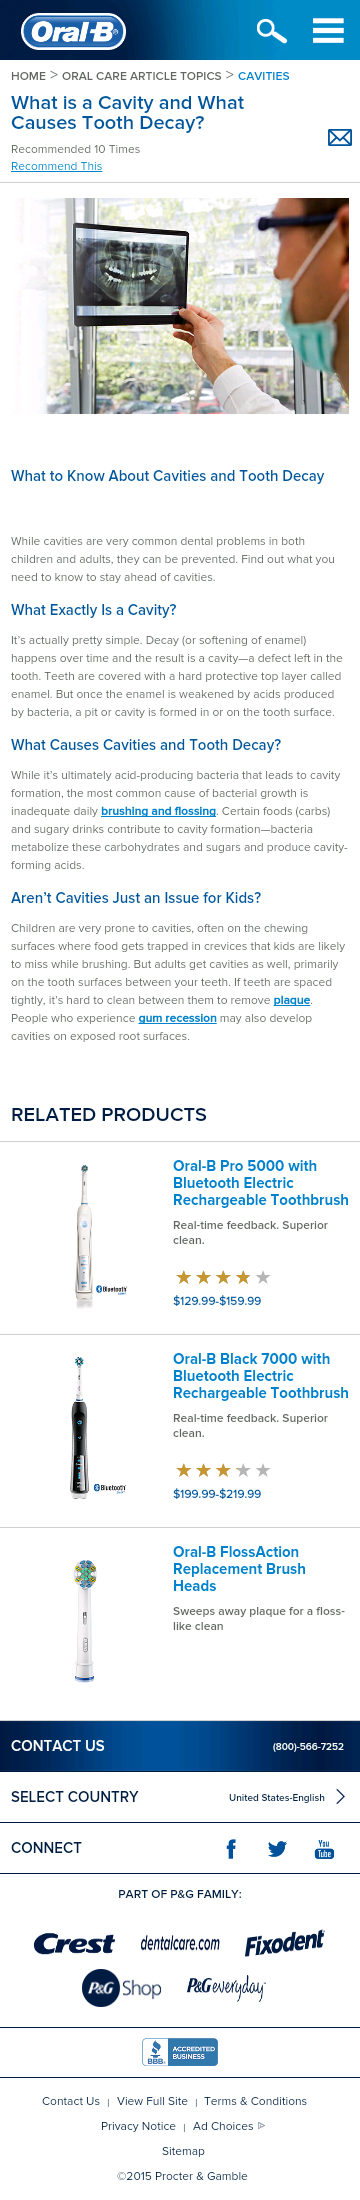 Oral-B
HOME > ORAL CARE ARTICLE TOPICS > CAVITIES
What is a Cavity and What
Causes Tooth Decay?
Recommended 10 Times
Recommend This
What to Know About Cavities and Tooth Decay
While cavities are very common dental problems in both
children and adults, they can be prevented. Find out what you
need to know to stay ahead of cavities.
What Exactly Is a Cavity?
It's actually pretty simple. Decay (or softening of enamel)
happens over time and the result is a cavity—a defect left in the
tooth. Teeth are covered with a hard protective top layer called
enamel. But once the enamel is weakened by acids produced
by bacteria, a pit or cavity is formed in or on the tooth surface.
What Causes Cavities and Tooth Decay?
While it's ultimately acid-producing bacteria that leads to cavity
formation, the most common cause of bacterial growth is
inadequate daily brushing and flossing. Certain foods (carbs)
and sugary drinks contribute to cavity formation—bacteria
metabolize these carbohydrates and sugars and produce cavity-
forming acids.
Aren't Cavities Just an Issue for Kids?
Children are very prone to cavities, often on the chewing
surfaces where food gets trapped in crevices that kids are likely
to miss while brushing. But adults get cavities as well, primarily
on the tooth surfaces between your teeth. If teeth are spaced
tightly, it's hard to clean between them to remove plaque.
People who experience gum recession may also develop
cavities on exposed root surfaces.
RELATED PRODUCTS
Oral-B Pro 5000 with
Bluetooth Electric
Rechargeable Toothbrush
Real-time feedback. Superior
clean.
Bluetooth
$129.99-$159.99
Oral-B Black 7000 with
Bluetooth Electric
Rechargeable Toothbrush
Real-time feedback. Superior
clean.
Bluetooth
$199.99-$219.99
Oral-B FlossAction
Replacement Brush
Heads
Sweeps away plaque for a floss-
like clean
CONTACT US (800)-566-7252
SELECT COUNTRY United States-English
CONNECT You Tube
PART OF P&G FAMILY:
Crest dentalcare.com Fixodent
P&G Shop P&G everyday
BBB ACCREDITED BUSINESS
Contact Us | View Full Site | Terms & Conditions
Privacy Notice | Ad Choices
Sitemap
©2015 Procter & Gamble